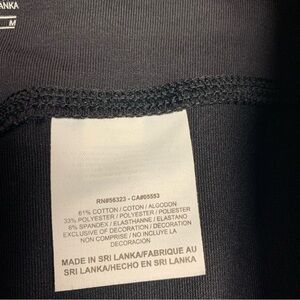 ANKA
M
RN#56323 - CA#05553
61% COTTON / COTON / ALGODON
33% POLYESTER / POLYESTER / POLIESTER
6% SPANDEX / ELASTHANNE / ELASTANO
EXCLUSIVE OF DECORATION / DECORATION
NON COMPRISE / NO INCLUYE LA
DECORACION
MADE IN SRI LANKA/FABRIQUE AU
SRI LANKA/HECHO EN SRI LANKA